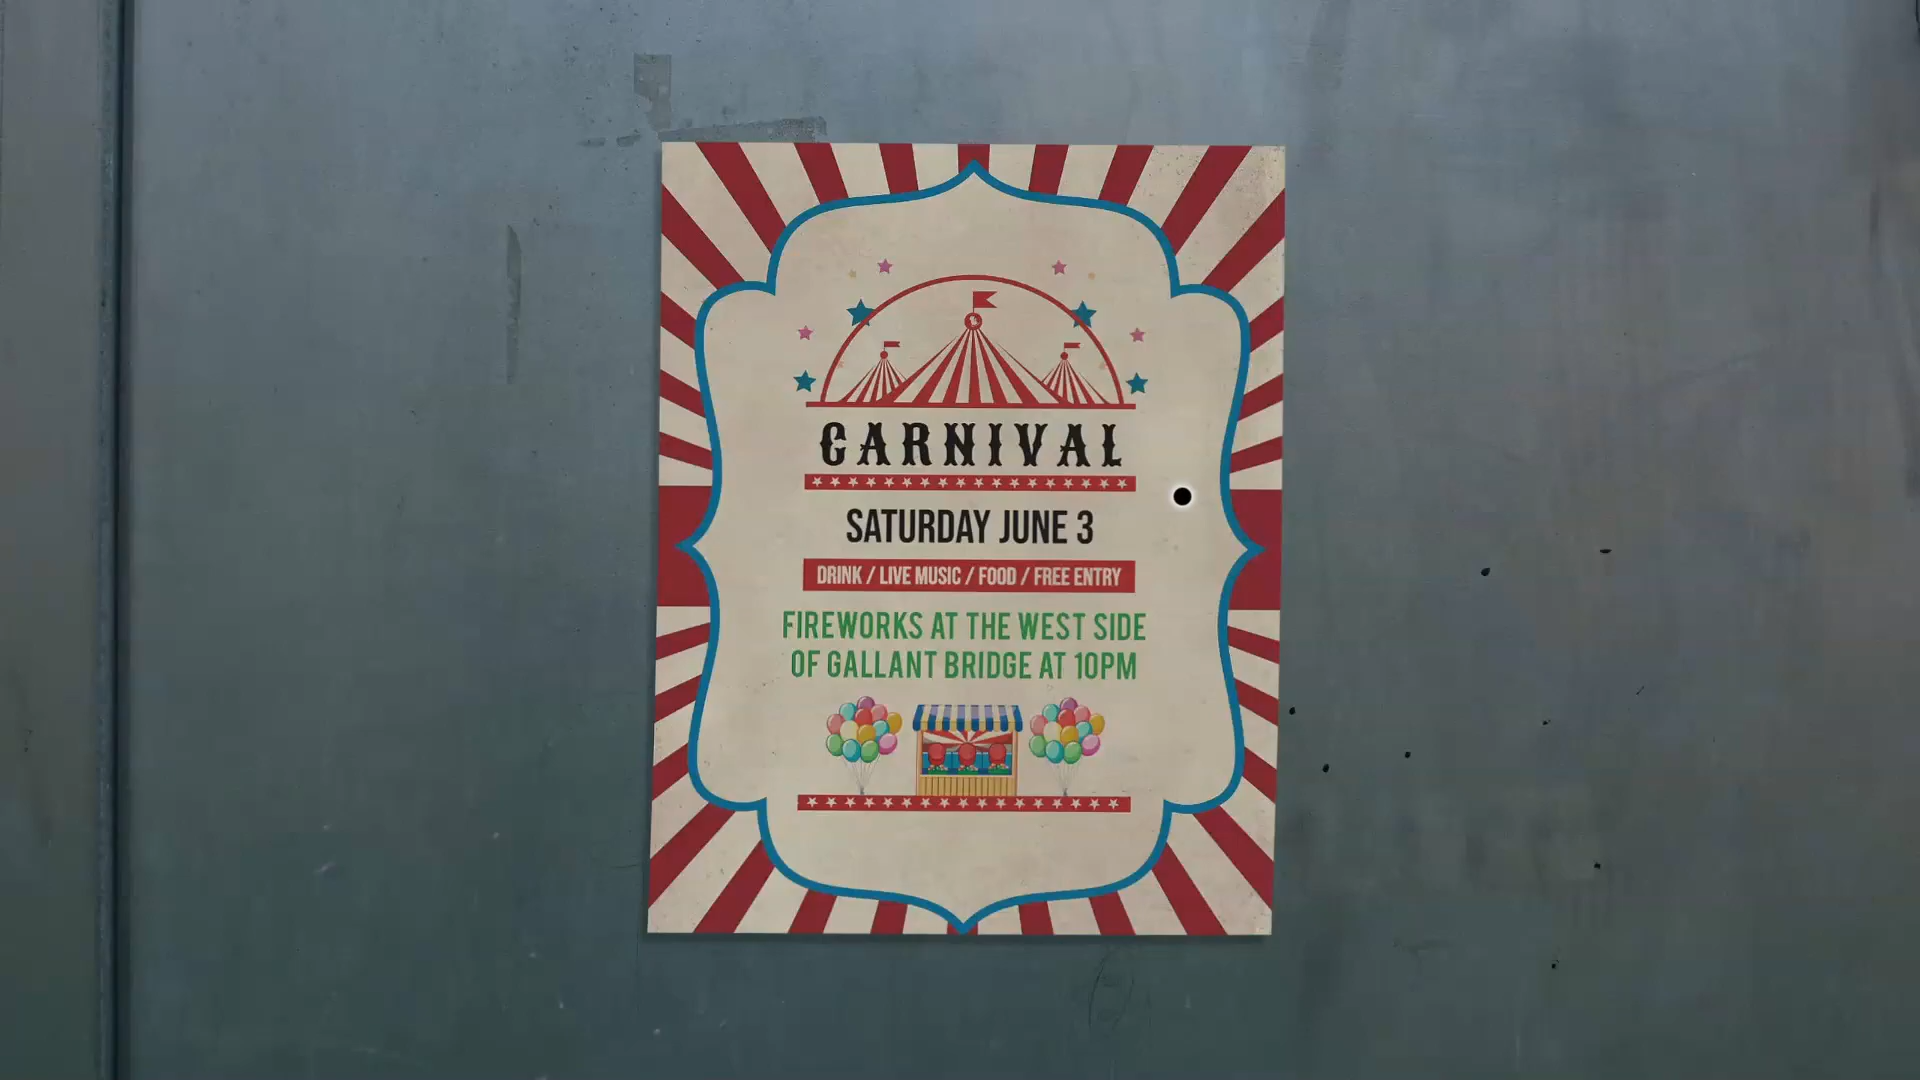 CARNIVAL
SATURDAY JUNE 3
DRINK / LIVE MUSIC / FOOD / FREE ENTRY
FIREWORKS AT THE WEST SIDE
OF GALLANT BRIDGE AT 10PM